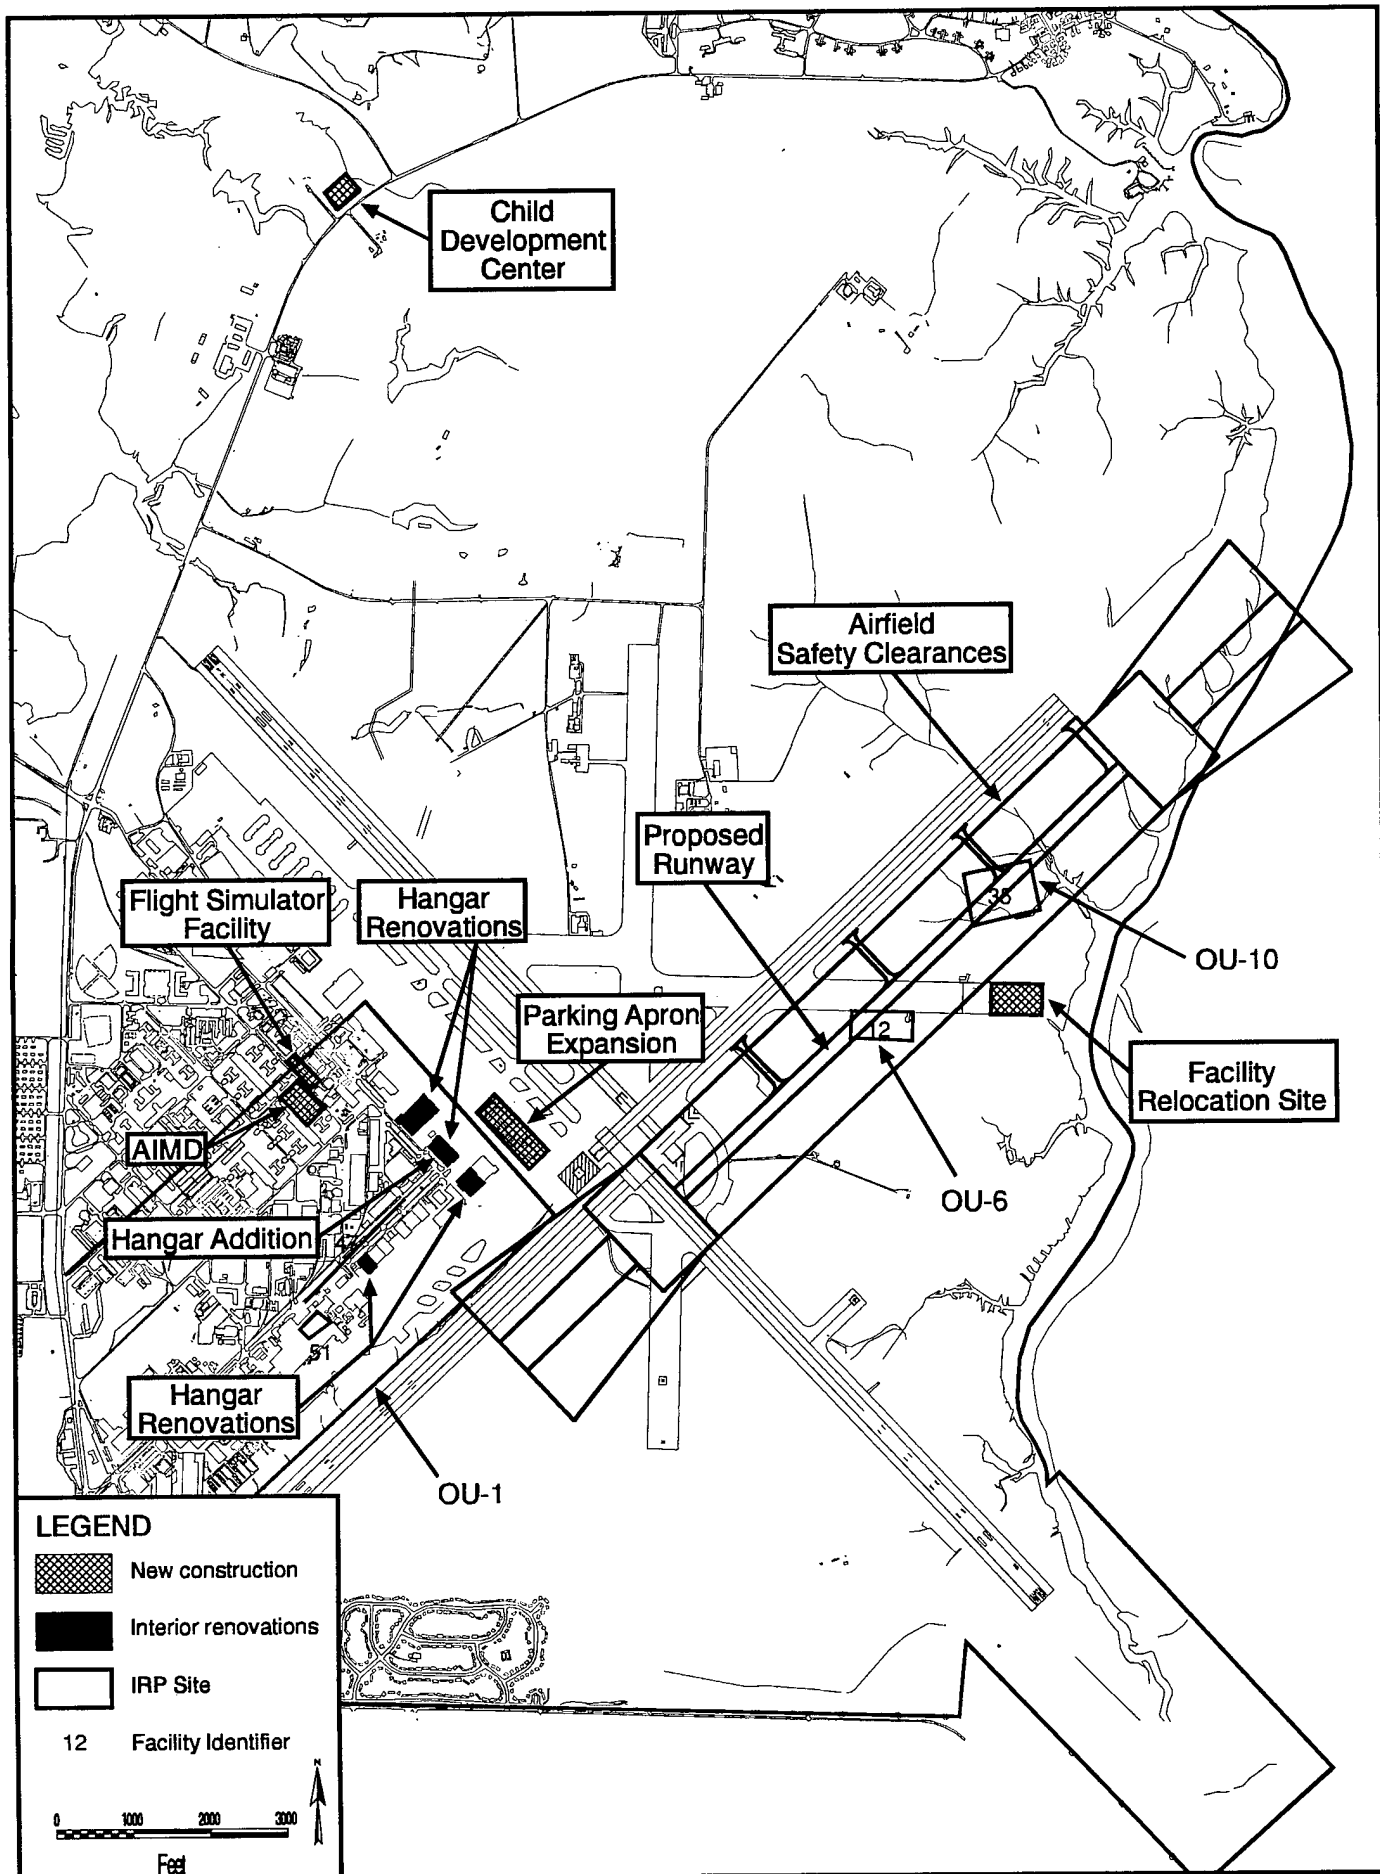 Child
Development
Center
Airfield
Safety Clearances
Proposed
Runway
Flight Simulator
Facility
Hangar
Renovations
35
OU-10
Parking Apron
Expansion
12
Facility
Relocation Site
AIMD
OU-6
Hangar Addition
47
51
Hangar
Renovations
OU-1
LEGEND
New construction
Interior renovations
IRP Site
12 Facility Identifier
N
0 1000 2000 3000
Feet